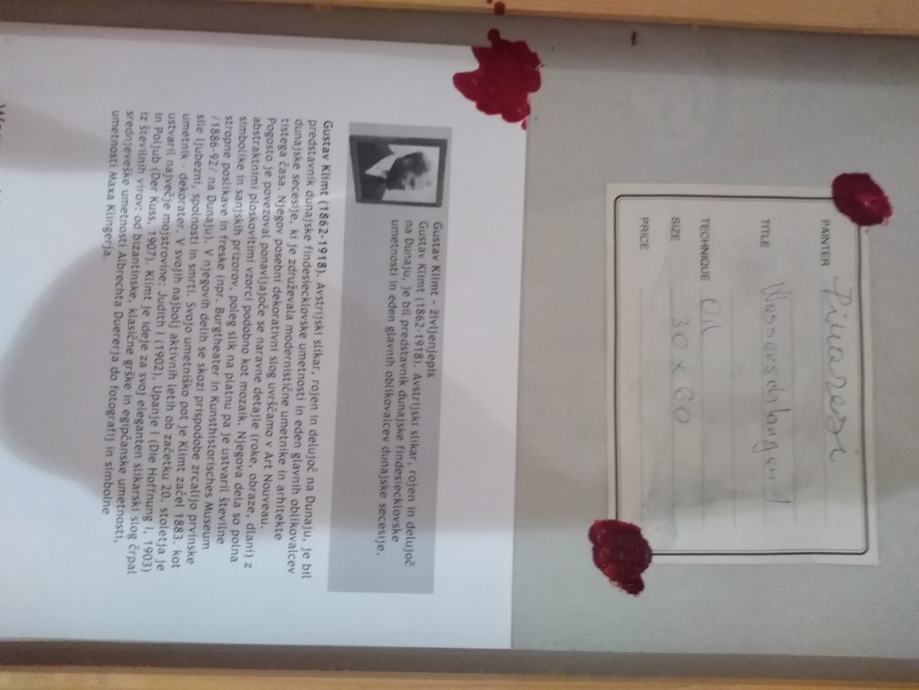 PAINTER
TITLE
TECHNIQUE OIL
SIZE 30 x 60
PRICE
Gustav Klimt - življenjepis
Gustav Klimt (1862-1918). Avstrijski slikar, rojen in delujoč
na Dunaju, je bil predstavnik dunajske findesiecklovske
umetnosti in eden glavnih oblikovalcev dunajske secesije.
Gustav Klimt (1862-1918). Avstrijski slikar, rojen in delujoč na Dunaju, je bil
predstavnik dunajske findesiecklovske umetnosti in eden glavnih oblikovalcev
dunajske secesije, ki je združevala modernistične umetnike in arhitekte
tistega časa. Njegov posebni dekorativni slog uvrščamo v Art Nouveau.
Pogosto je povezoval ponavljajoče se naravne detajle (roke, obraze, dlani) z
abstraktnimi ploskovitimi vzorci podobno kot mozaik. Njegova dela so polna
simbolike in sanjskih prizorov, poleg slik na platnu pa je ustvaril številne
stropne poslikave in freske (npr. Burgtheater in Kunsthistorisches Museum
/1886-92/ na Dunaju). V njegovih delih se skozi prispodobe zrcalijo prvinske
sile ljubezni, spolnosti in smrti. Svojo umetniško pot je Klimt začel 1883. kot
umetnik - dekorater. V svojih najbolj aktivnih letih ob začetku 20. stoletja je
ustvaril največje mojstrovine: Judith I (1902), Upanje I (Die Hoffnung I, 1903)
in Poljub (Der Kuss, 1907). Klimt je ideje za svoj eleganten slikarski slog črpal
iz številnih virov: od bizantinske, klasične grške in egipčanske umetnosti,
srednjeveške umetnosti Albrechta Duererja do fotografij in simbolne
umetnosti Maxa Klingerja.